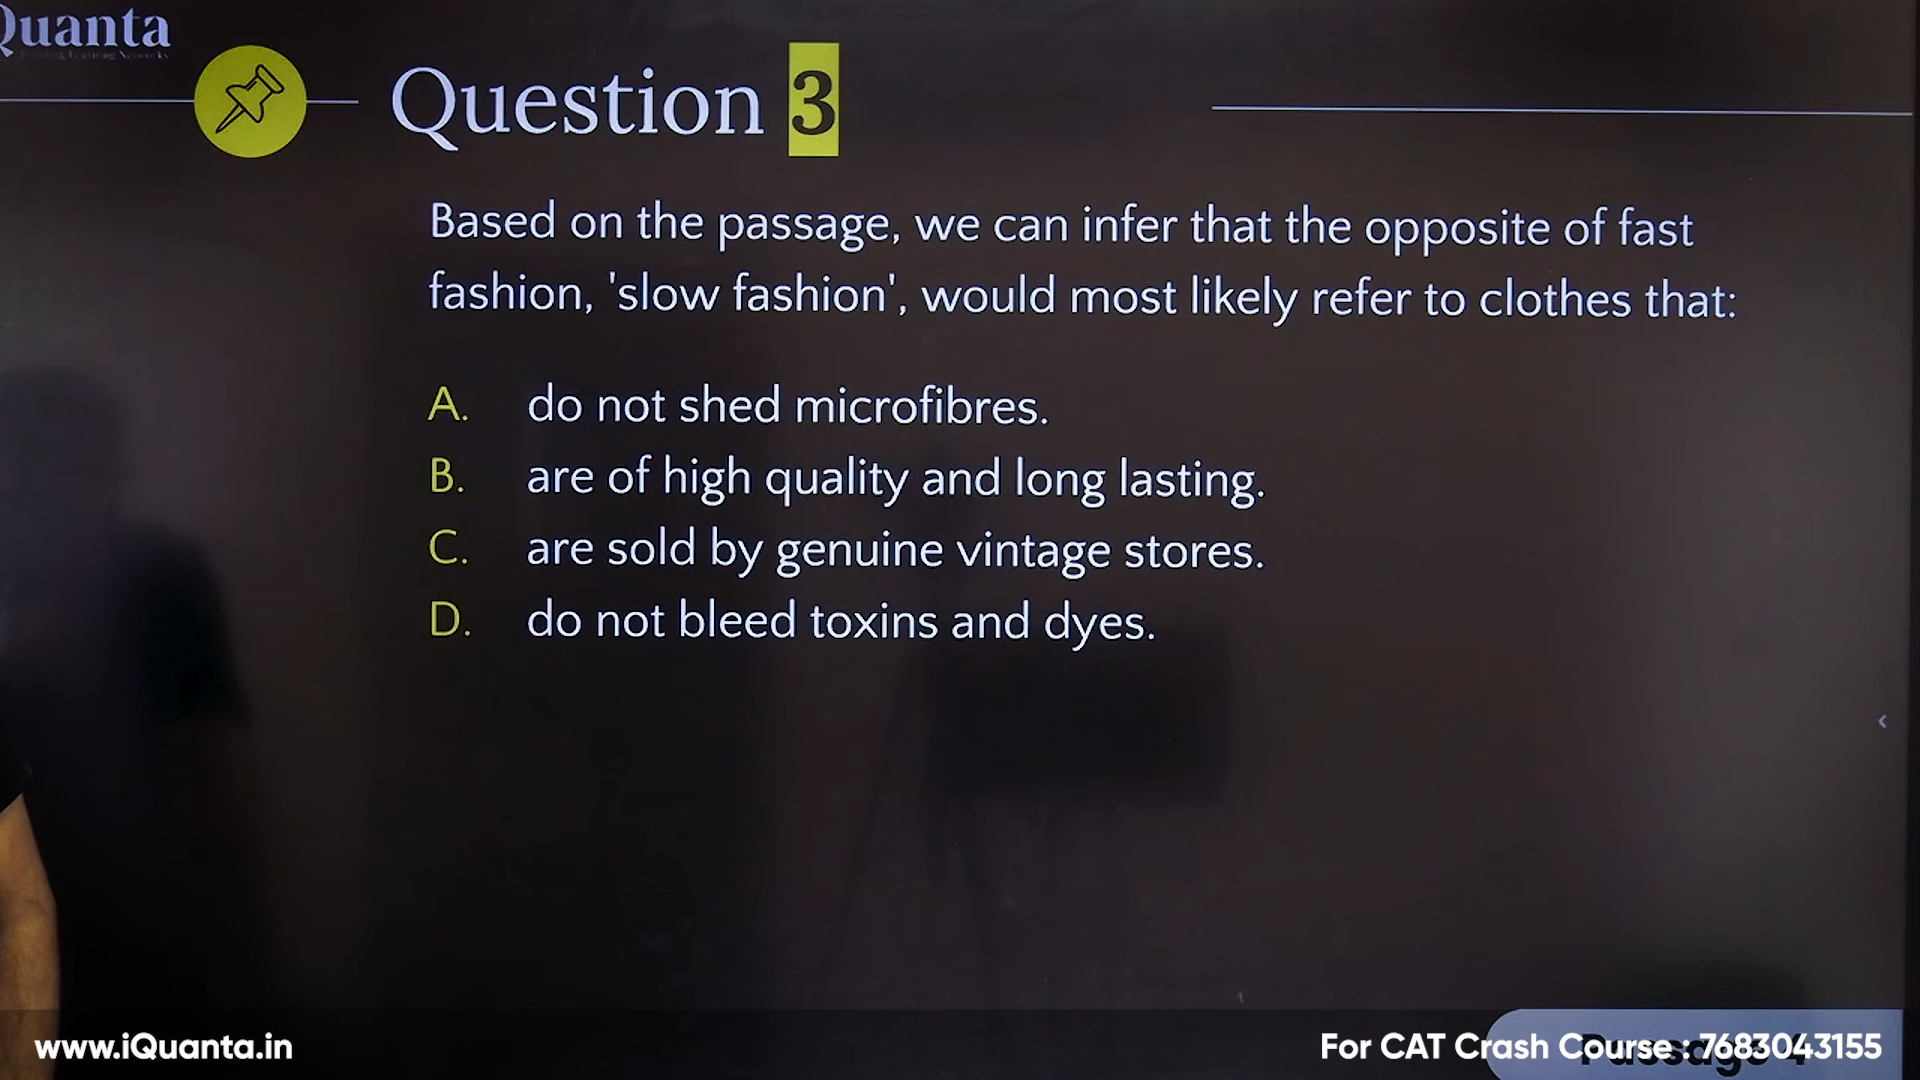 Quanta
Question 3
Based on the passage, we can infer that the opposite of fast
fashion, 'slow fashion', would most likely refer to clothes that:
A. do not shed microfibres.
B. are of high quality and long lasting.
C. are sold by genuine vintage stores.
D. do not bleed toxins and dyes.
www.iQuanta.in
For CAT Crash Course : 7683043155
Passage 4